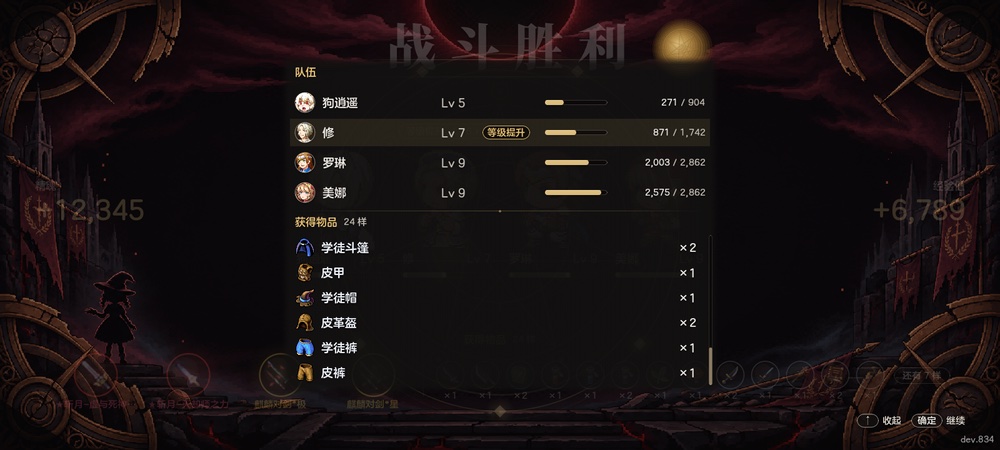 战斗胜利
队伍
狗逍遥 Lv 5 271 / 904
修 Lv 7 等级提升 871 / 1,742
罗琳 Lv 9 2,003 / 2,862
美娜 Lv 9 2,575 / 2,862
+12,345
经验值
+6,789
获得物品 24 样
学徒斗篷 ×2
皮甲 ×1
学徒帽 ×1
皮革盔 ×2
学徒裤 ×1
皮裤 ×1
↑ 收起 确定 继续
dev.834